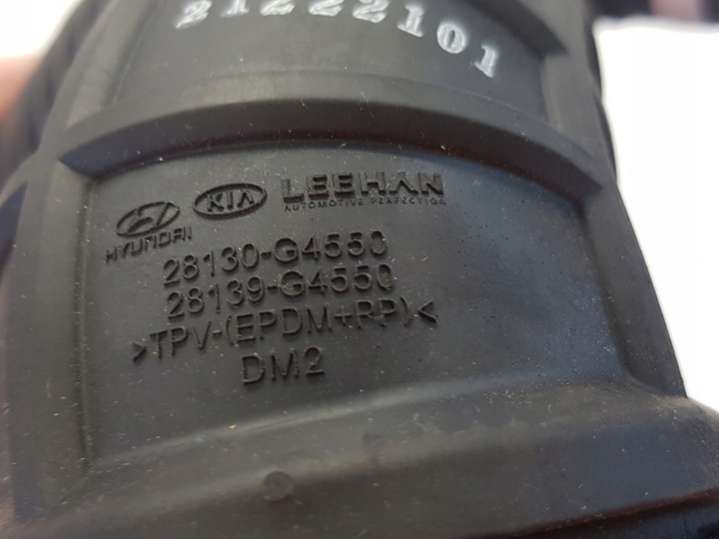 21222101
HYUNDAI KIA LEEHAN
AUTOMOTIVE PERFECTION
28130-G4550
28139-G4550
>TPV-(EPDM+PP)<
DM2